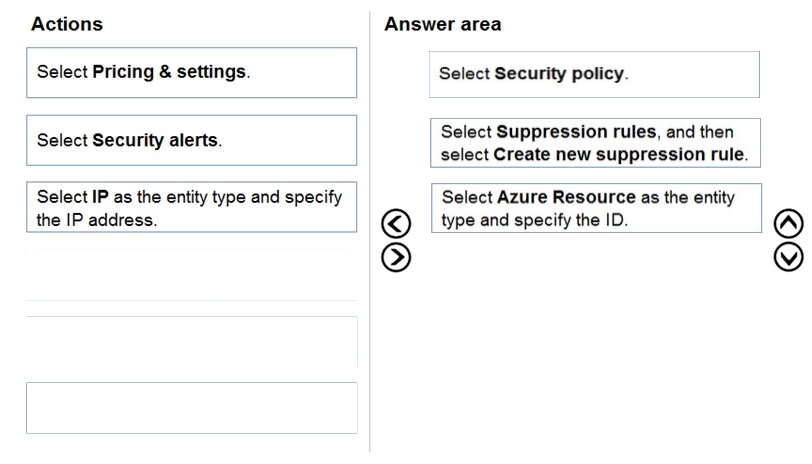 Actions
Select Pricing & settings.
Select Security alerts.
Select IP as the entity type and specify
the IP address.
Answer area
Select Security policy.
Select Suppression rules, and then
select Create new suppression rule.
Select Azure Resource as the entity
type and specify the ID.